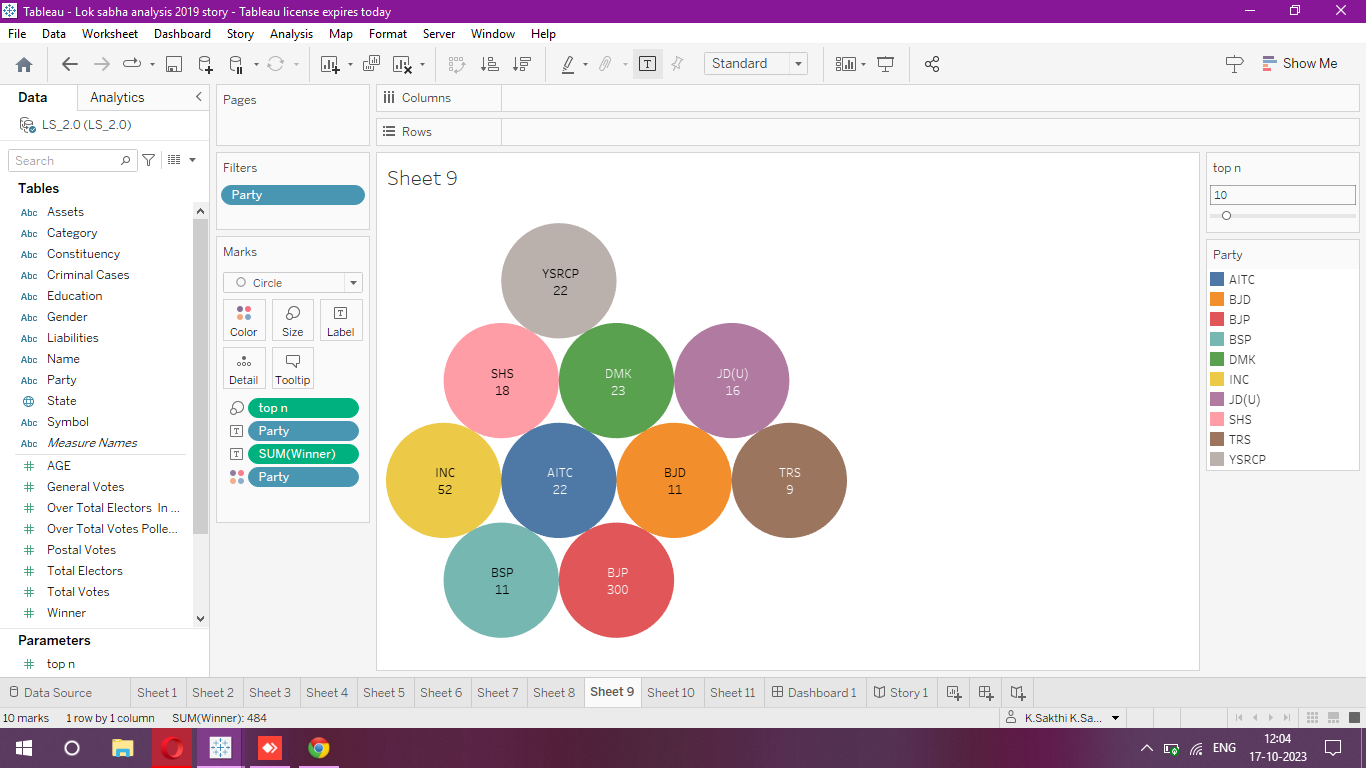 Tableau - Lok sabha analysis 2019 story - Tableau license expires today
File Data Worksheet Dashboard Story Analysis Map Format Server Window Help
Standard
Show Me
Data Analytics
LS_2.0 (LS_2.0)
Search
Tables
Abc Assets
Abc Category
Abc Constituency
Abc Criminal Cases
Abc Education
Abc Gender
Abc Liabilities
Abc Name
Abc Party
State
Abc Symbol
Abc Measure Names
# AGE
# General Votes
# Over Total Electors In ...
# Over Total Votes Polle...
# Postal Votes
# Total Electors
# Total Votes
# Winner
Parameters
# top n
Pages
Filters
Party
Marks
Circle
Color Size Label
Detail Tooltip
top n
Party
SUM(Winner)
Party
Columns
Rows
Sheet 9
YSRCP
22
SHS
18
DMK
23
JD(U)
16
INC
52
AITC
22
BJD
11
TRS
9
BSP
11
BJP
300
top n
10
Party
AITC
BJD
BJP
BSP
DMK
INC
JD(U)
SHS
TRS
YSRCP
Data Source Sheet 1 Sheet 2 Sheet 3 Sheet 4 Sheet 5 Sheet 6 Sheet 7 Sheet 8 Sheet 9 Sheet 10 Sheet 11 Dashboard 1 Story 1
10 marks 1 row by 1 column SUM(Winner): 484
K.Sakthi K.Sa...
ENG
12:04
17-10-2023